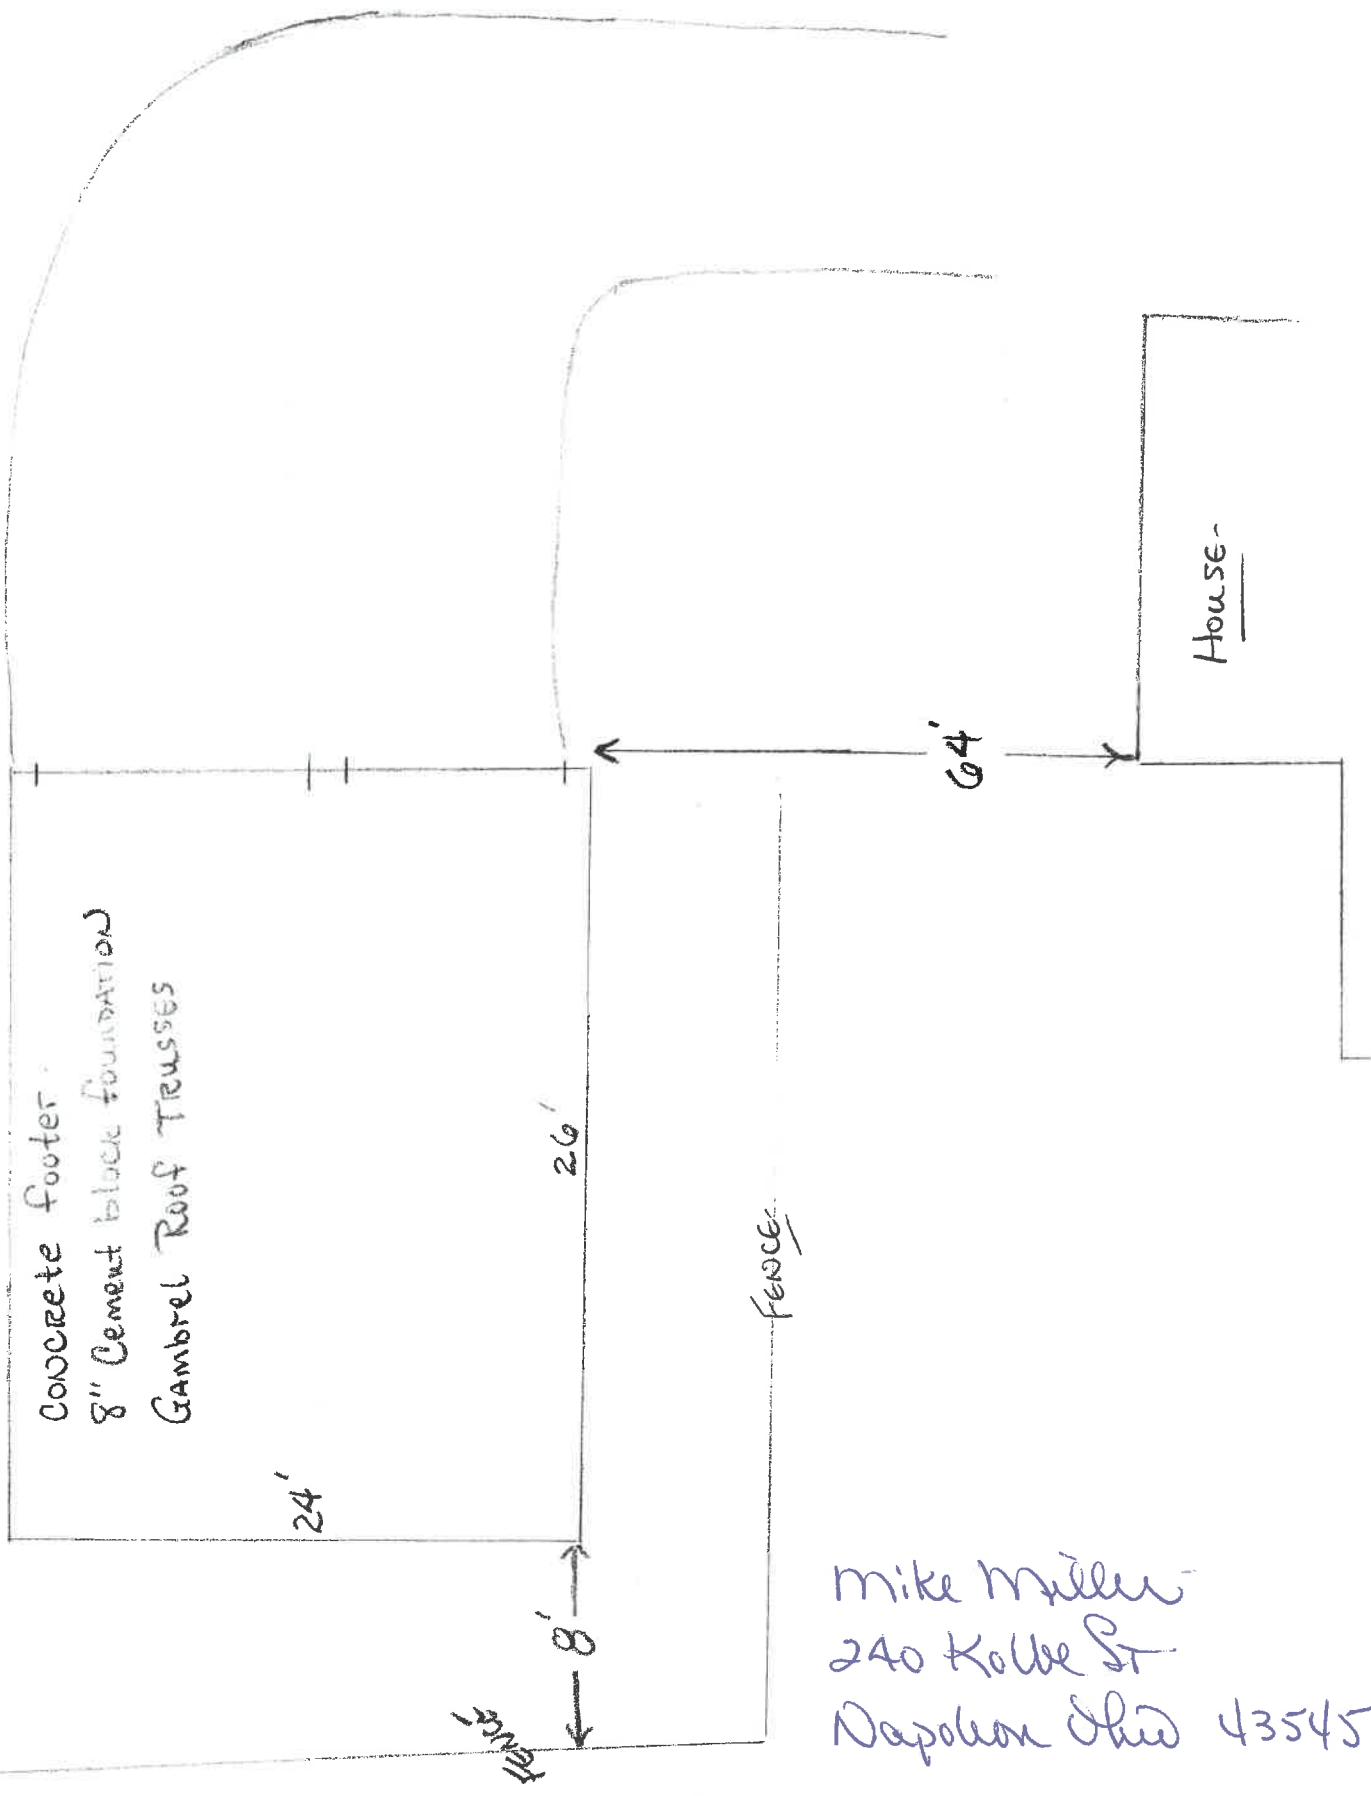 CONCRETE footer.
8" Cement block foundation
GAMBREL Roof TRUSSES
24'
26'
8'
FENCE
FENCE
64'
House-
Mike Miller
240 Kolbe St
Napoleon Ohio 43545